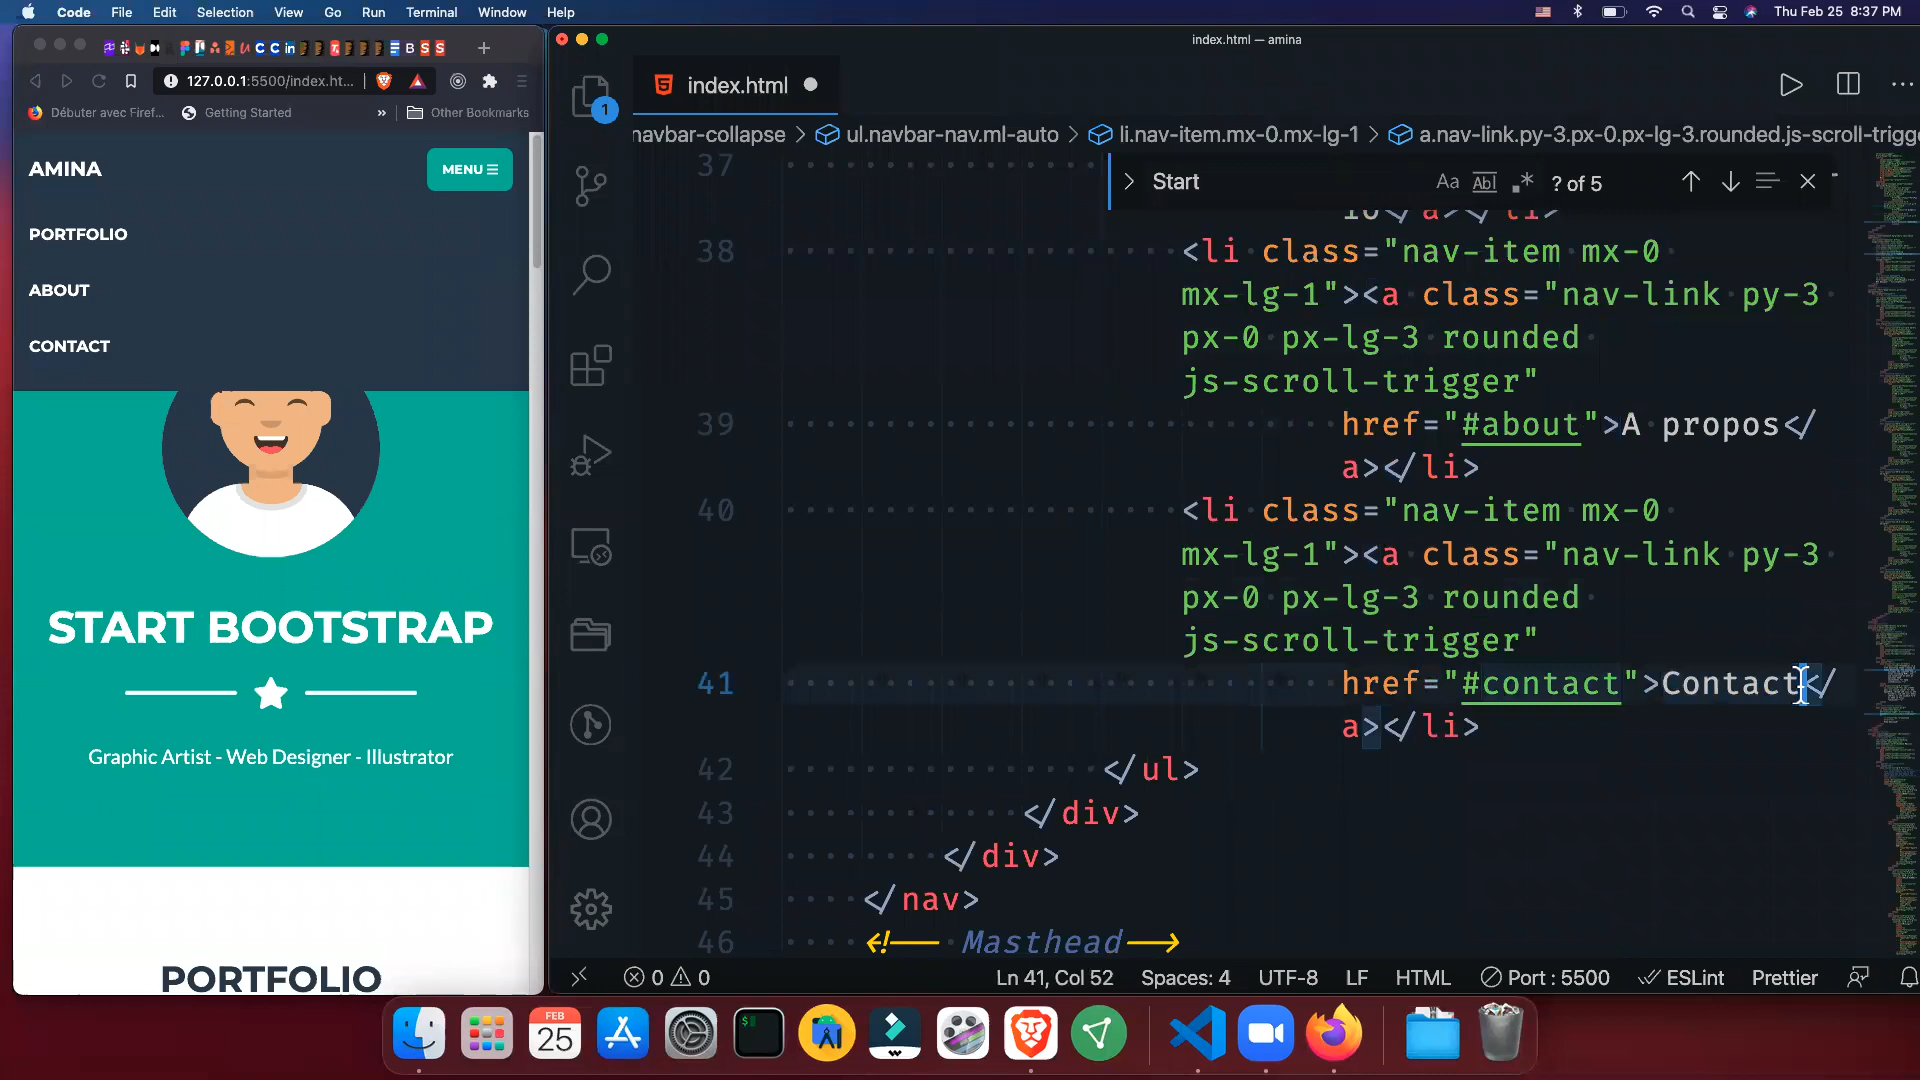 Code File Edit Selection View Go Run Terminal Window Help Thu Feb 25 8:37 PM
index.html — amina
127.0.0.1:5500/index.ht...
Débuter avec Firef... Getting Started » Other Bookmarks
AMINA
MENU
PORTFOLIO
ABOUT
CONTACT
START BOOTSTRAP
Graphic Artist - Web Designer - Illustrator
PORTFOLIO
1
index.html
navbar-collapse > ul.navbar-nav.ml-auto > li.nav-item.mx-0.mx-lg-1 > a.nav-link.py-3.px-0.px-lg-3.rounded.js-scroll-trigge
Start Aa Abl .* ? of 5
37
io</a></li>
38 <li class="nav-item mx-0
mx-lg-1"><a class="nav-link py-3
px-0 px-lg-3 rounded
js-scroll-trigger"
39 href="#about">A propos</
a></li>
40 <li class="nav-item mx-0
mx-lg-1"><a class="nav-link py-3
px-0 px-lg-3 rounded
js-scroll-trigger"
41 href="#contact">Contact</
a></li>
42 </ul>
43 </div>
44 </div>
45 </nav>
46 <!-- Masthead-->
0 0 Ln 41, Col 52 Spaces: 4 UTF-8 LF HTML Port : 5500 ESLint Prettier
FEB
25